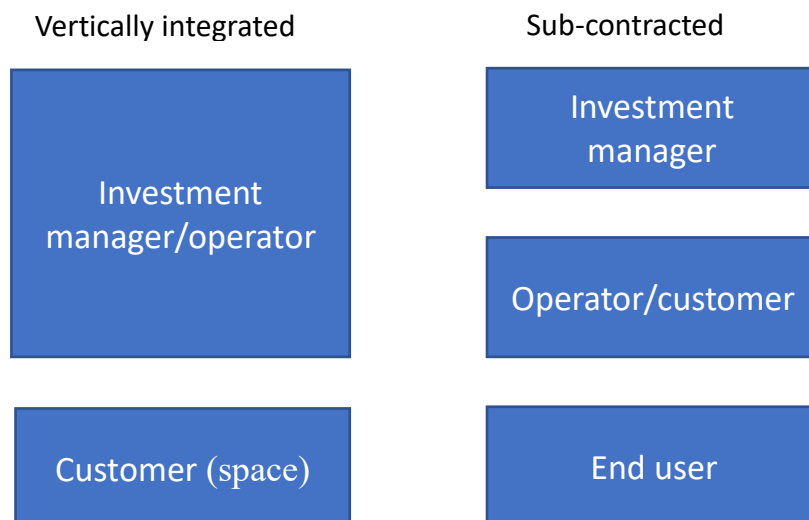 Vertically integrated
Sub-contracted
Investment
manager/operator
Investment
manager
Operator/customer
Customer (space)
End user